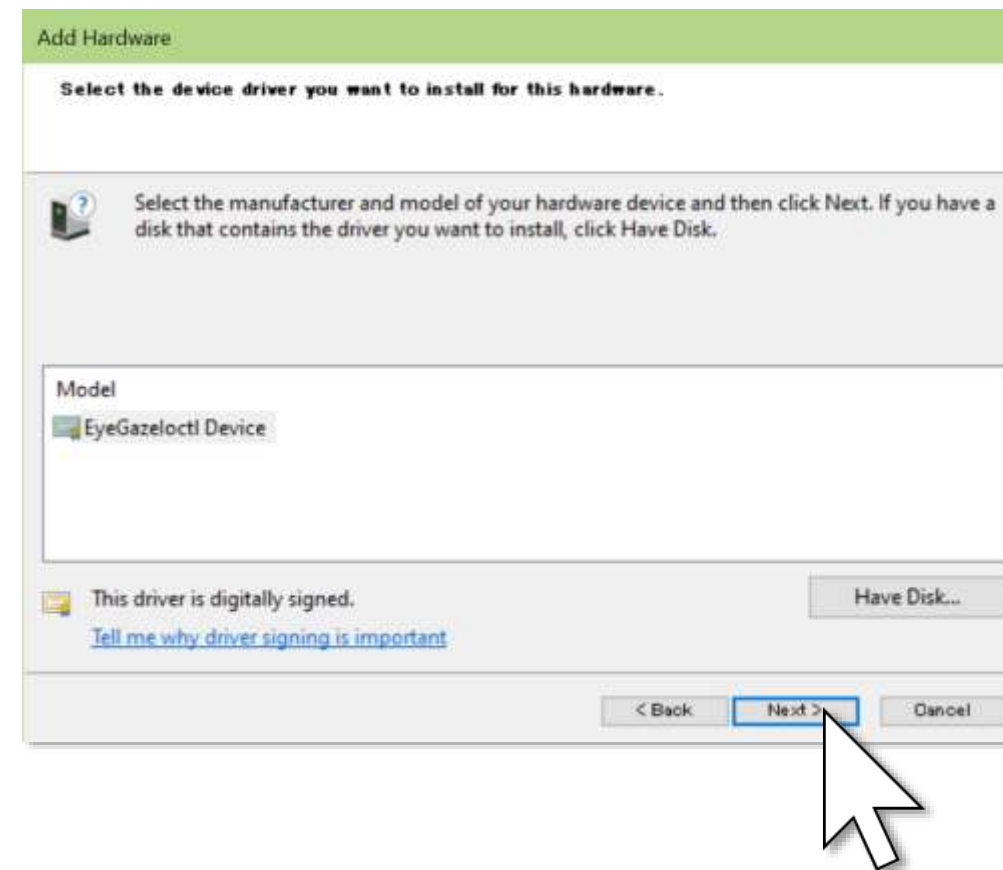 Add Hardware
Select the device driver you want to install for this hardware.
Select the manufacturer and model of your hardware device and then click Next. If you have a
disk that contains the driver you want to install, click Have Disk.
Model
EyeGazeIoctl Device
This driver is digitally signed.
Have Disk...
Tell me why driver signing is important
< Back
Next >
Cancel